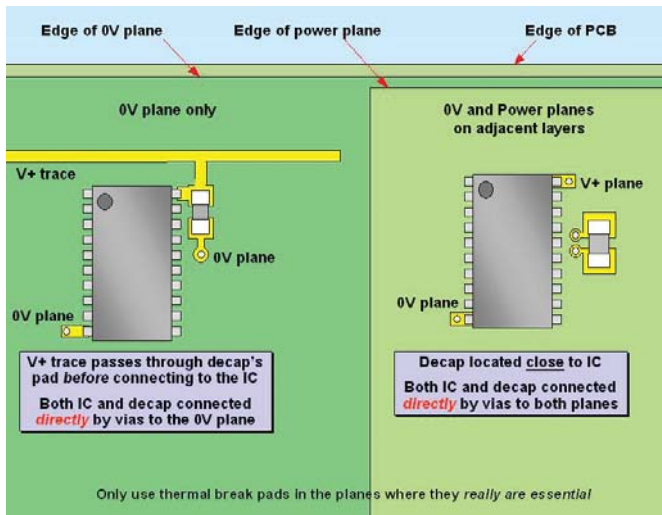 Edge of 0V plane
Edge of power plane
Edge of PCB
0V plane only
0V and Power planes
on adjacent layers
V+ trace
V+ plane
0V plane
0V plane
0V plane
V+ trace passes through decap's
pad before connecting to the IC
Both IC and decap connected
directly by vias to the 0V plane
Decap located close to IC
Both IC and decap connected
directly by vias to both planes
Only use thermal break pads in the planes where they really are essential